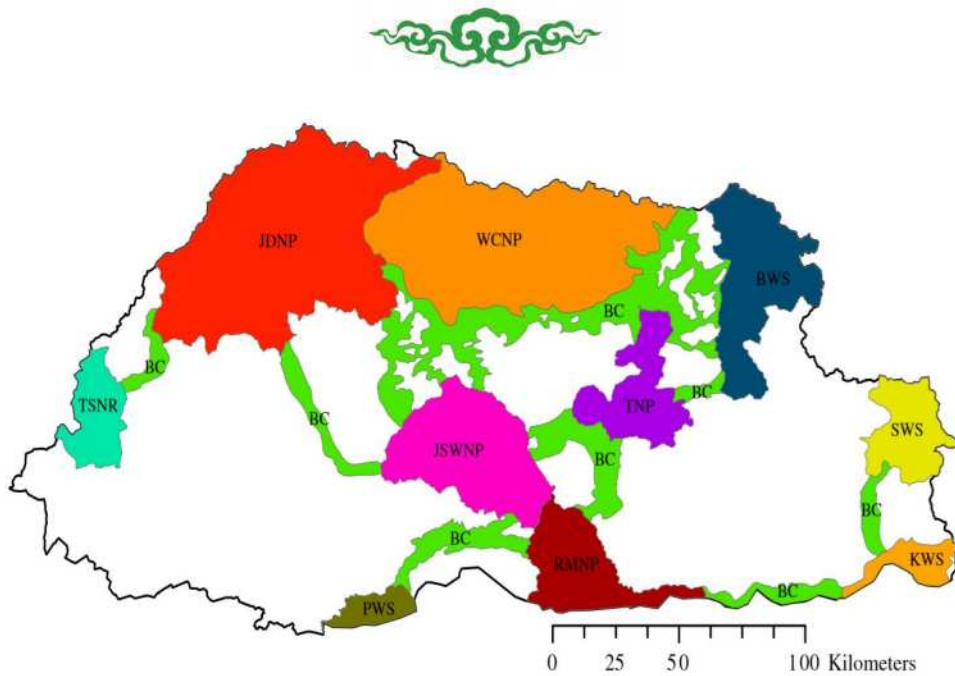 JDNP
WCNP
BWS
BC
BC
TSNR
BC
TNP
BC
SWS
BC
JSWNP
BC
BC
BC
RMNP
KWS
PWS
BC
0 25 50 100 Kilometers